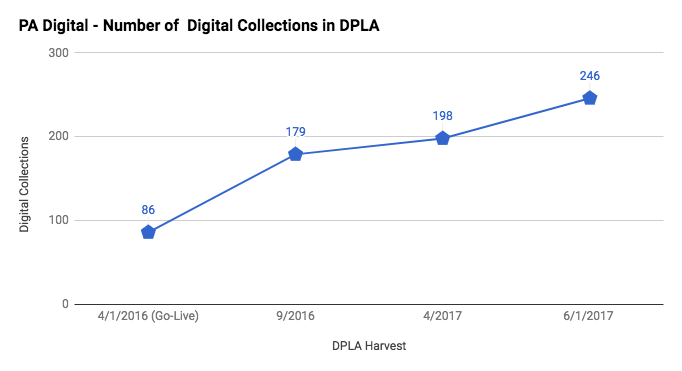 PA Digital - Number of  Digital Collections in DPLA
300
246
198
179
200
Digital Collections
86
100
0
4/1/2016 (Go-Live)
9/2016
4/2017
6/1/2017
DPLA Harvest